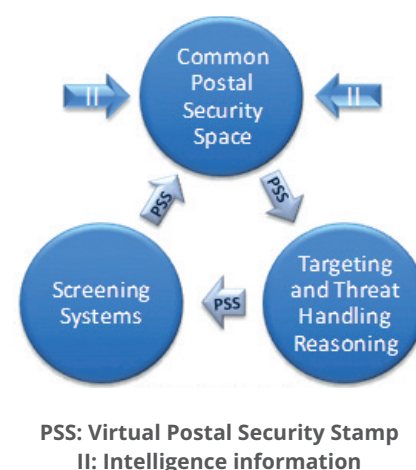 Common
Postal
Security
Space
II
II
PSS
PSS
Screening
Systems
PSS
Targeting
and Threat
Handling
Reasoning
PSS: Virtual Postal Security Stamp
II: Intelligence information